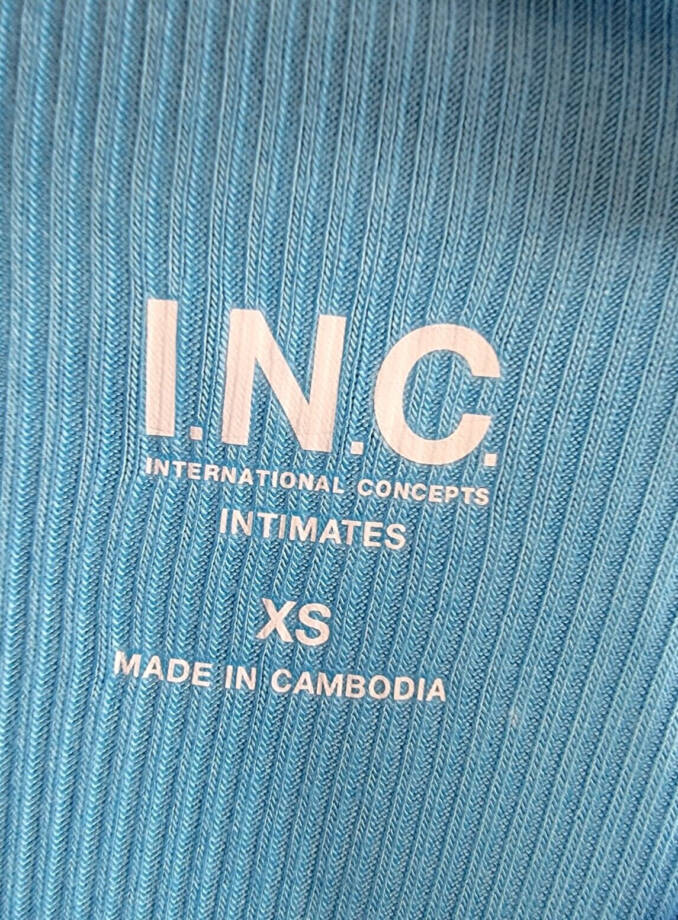 I.N.C.
INTERNATIONAL CONCEPTS
INTIMATES
XS
MADE IN CAMBODIA